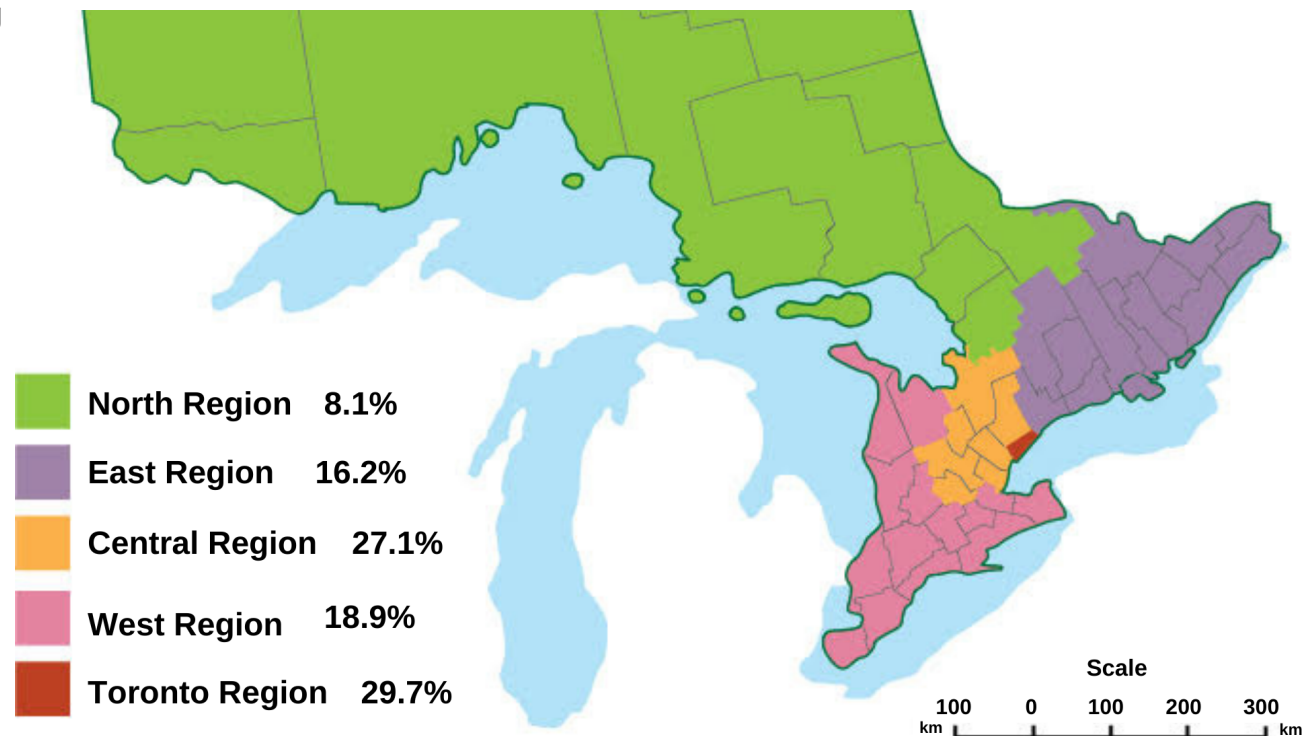 North Region 8.1%
East Region 16.2%
Central Region 27.1%
West Region 18.9%
Toronto Region 29.7%
Scale
100 0 100 200 300
km km